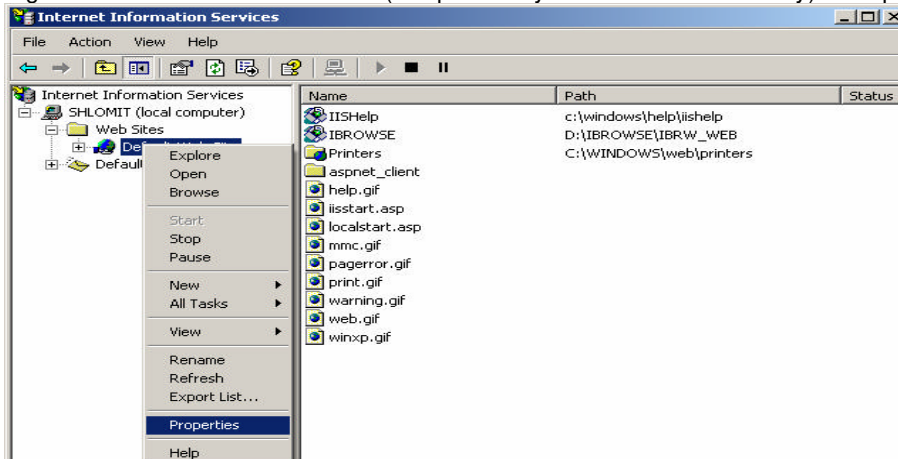 Internet Information Services
File Action View Help
Internet Information Services
SHLOMIT (local computer)
Web Sites
Explore
Open
Browse
Start
Stop
Pause
New
All Tasks
View
Rename
Refresh
Export List...
Properties
Help
Name Path Status
IISHelp c:\windows\help\iishelp
IBROWSE D:\IBROWSE\IBRW_WEB
Printers C:\WINDOWS\web\printers
aspnet_client
help.gif
iisstart.asp
localstart.asp
mmc.gif
pagerror.gif
print.gif
warning.gif
web.gif
winxp.gif